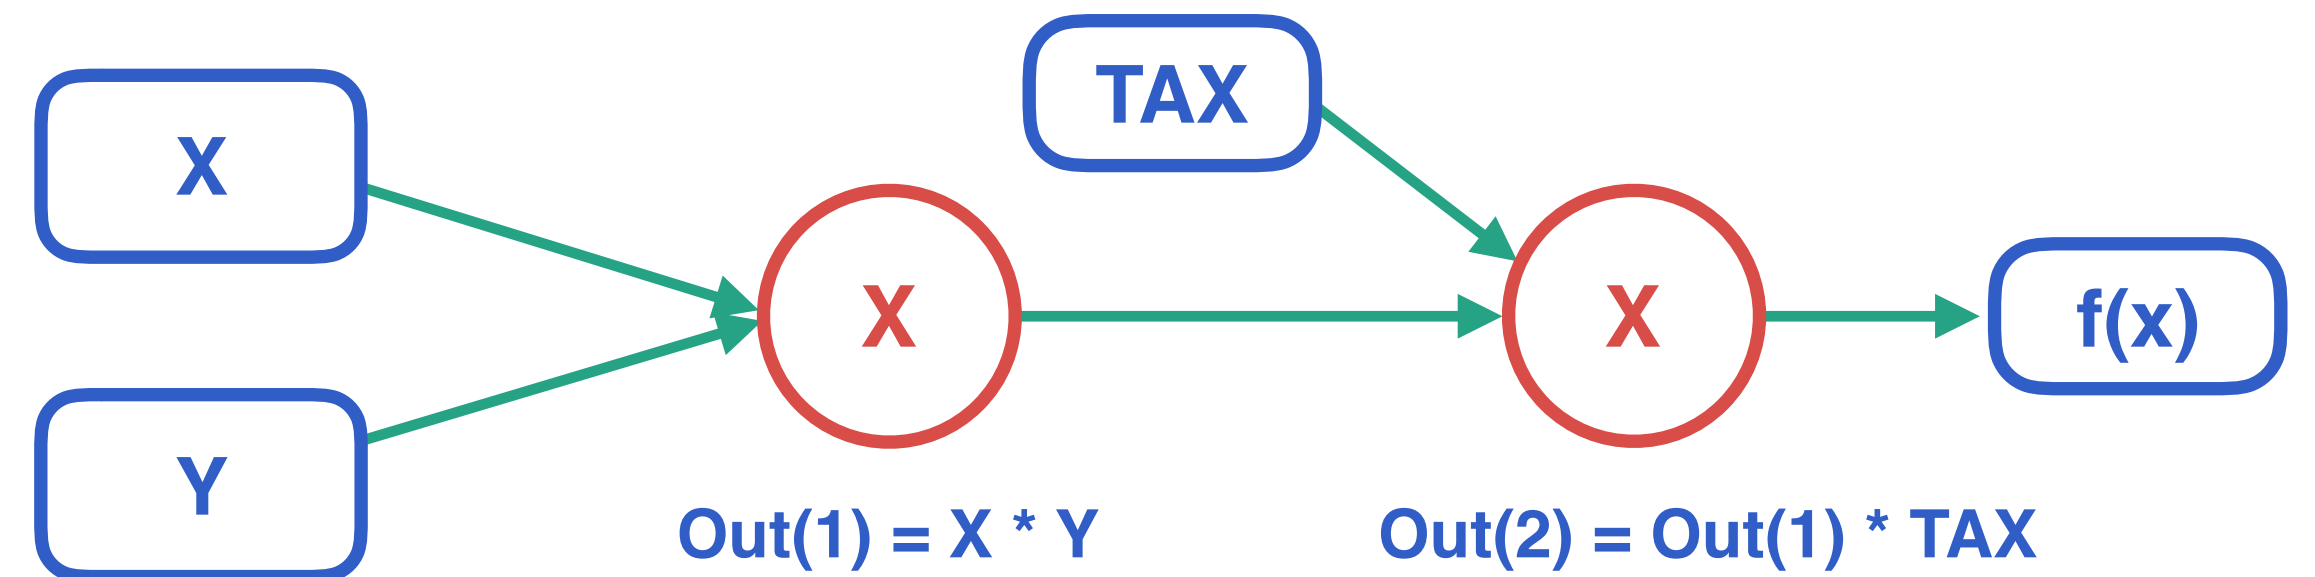 TAX
X
X
X
f(x)
Y
Out(1) = X * Y
Out(2) = Out(1) * TAX